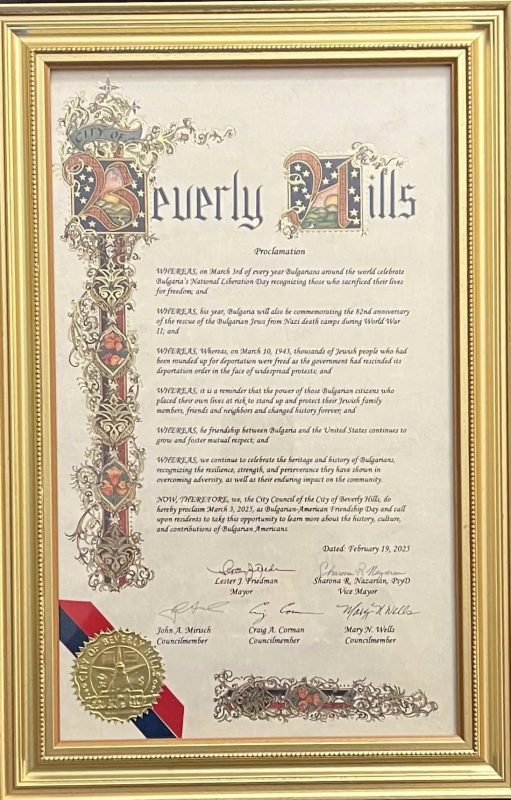 CITY OF
Beverly Hills
Proclamation
WHEREAS, on March 3rd of every year Bulgarians around the world celebrate
Bulgaria's National Liberation Day recognizing those who sacrificed their lives
for freedom; and
WHEREAS, his year, Bulgaria will also be commemorating the 82nd anniversary
of the rescue of the Bulgarian Jews from Nazi death camps during World War
II; and
WHEREAS, Whereas, on March 10, 1943, thousands of Jewish people who had
been rounded up for deportation were freed as the government had rescinded its
deportation order in the face of widespread protests; and
WHEREAS, it is a reminder that the power of those Bulgarian citizens who
placed their own lives at risk to stand up and protect their Jewish family
members, friends and neighbors and changed history forever; and
WHEREAS, he friendship between Bulgaria and the United States continues to
grow and foster mutual respect; and
WHEREAS, we continue to celebrate the heritage and history of Bulgarians,
recognizing the resilience, strength, and perseverance they have shown in
overcoming adversity, as well as their enduring impact on the community.
NOW, THEREFORE, we, the City Council of the City of Beverly Hills, do
hereby proclaim March 3, 2025, as Bulgarian-American Friendship Day and call
upon residents to take this opportunity to learn more about the history, culture,
and contributions of Bulgarian Americans.
Dated: February 19, 2025
Sharona R. Nazarian
Lester J. Friedman Sharona R. Nazarian, PsyD
Mayor Vice Mayor
Mary N Wells
John A. Mirisch Craig A. Corman Mary N. Wells
Councilmember Councilmember Councilmember
CITY OF BEVERLY HILLS